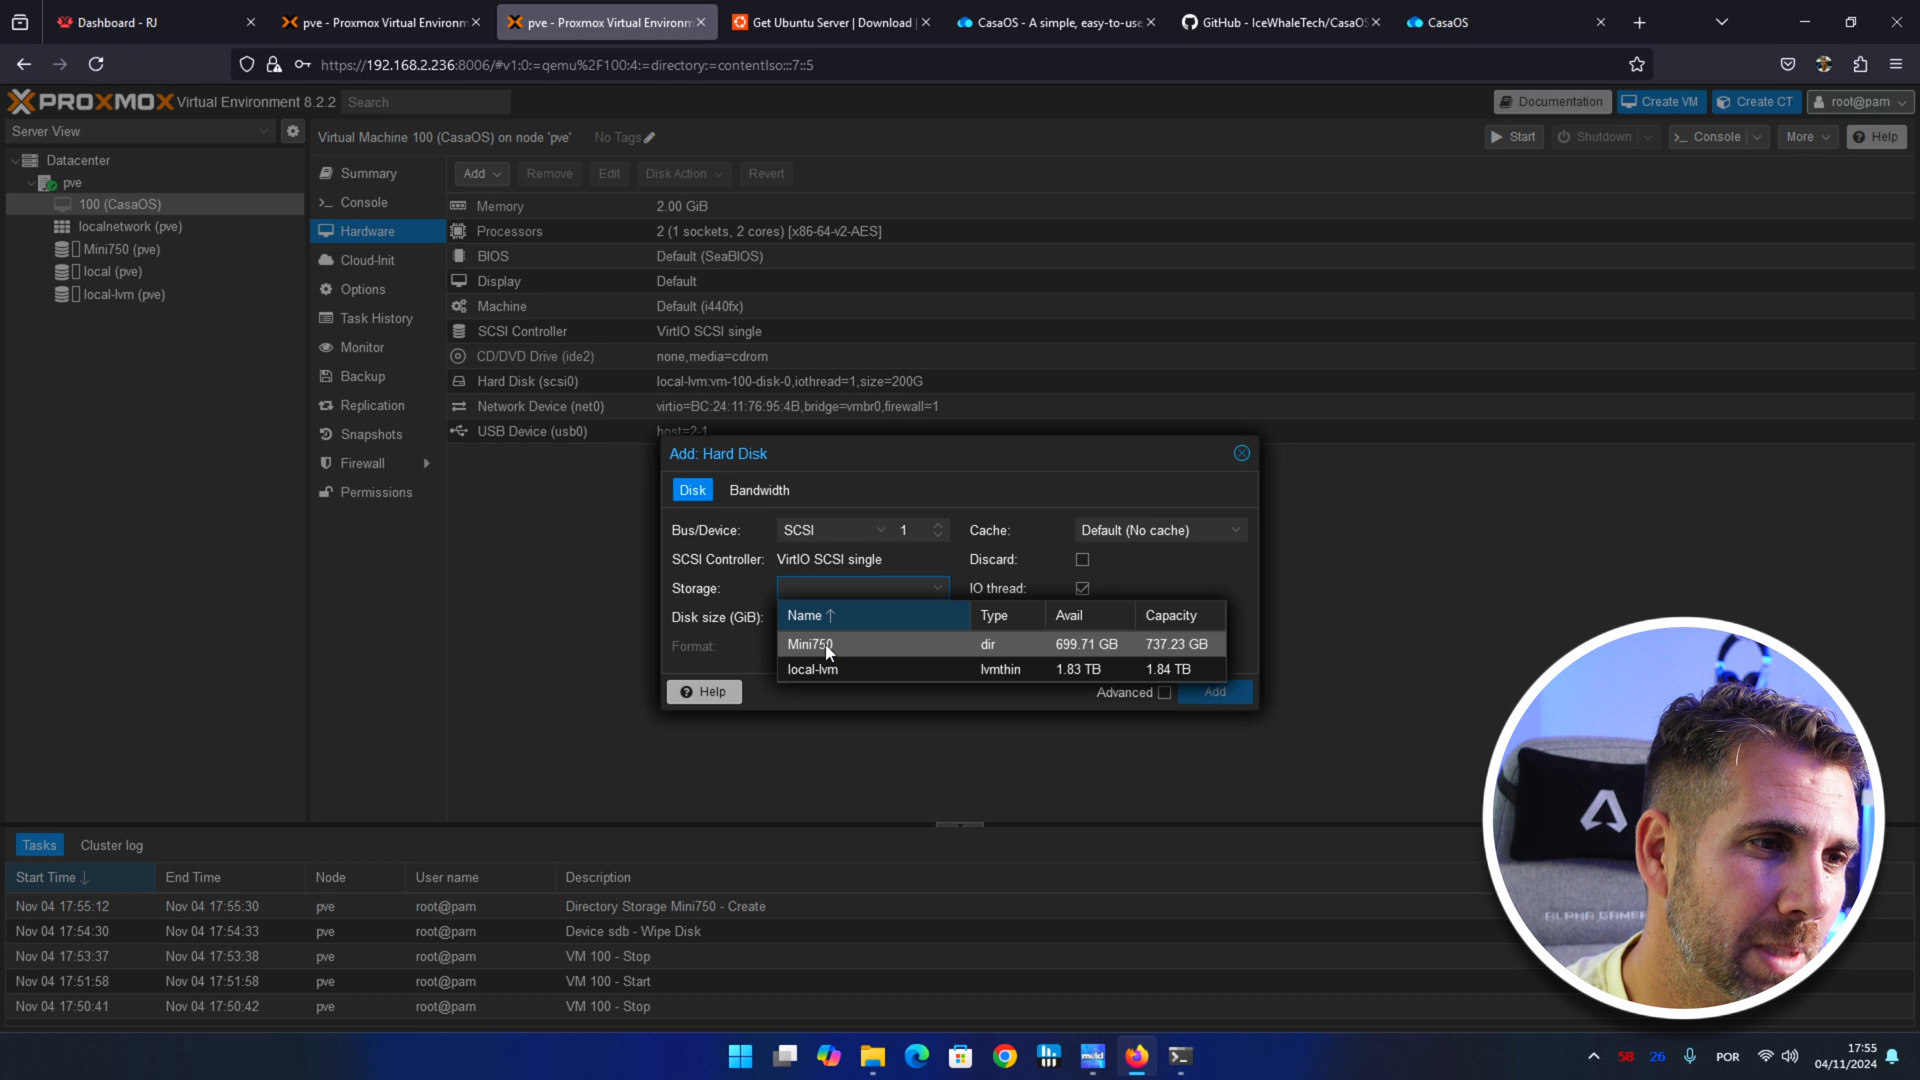 Dashboard - RJ
pve - Proxmox Virtual Environm
pve - Proxmox Virtual Environm
Get Ubuntu Server | Download |
CasaOS - A simple, easy-to-use,
GitHub - IceWhaleTech/CasaOS
CasaOS
https://192.168.2.236:8006/#v1:0:=qemu%2F100:4:=directory:=contentIso:::7::5
PROXMOX Virtual Environment 8.2.2
Search
Documentation
Create VM
Create CT
root@pam
Server View
Virtual Machine 100 (CasaOS) on node 'pve'
No Tags
Start
Shutdown
Console
More
Help
Datacenter
pve
100 (CasaOS)
localnetwork (pve)
Mini750 (pve)
local (pve)
local-lvm (pve)
Summary
Console
Hardware
Cloud-Init
Options
Task History
Monitor
Backup
Replication
Snapshots
Firewall
Permissions
Add
Remove
Edit
Disk Action
Revert
Memory 2.00 GiB
Processors 2 (1 sockets, 2 cores) [x86-64-v2-AES]
BIOS Default (SeaBIOS)
Display Default
Machine Default (i440fx)
SCSI Controller VirtIO SCSI single
CD/DVD Drive (ide2) none,media=cdrom
Hard Disk (scsi0) local-lvm:vm-100-disk-0,iothread=1,size=200G
Network Device (net0) virtio=BC:24:11:76:95:4B,bridge=vmbr0,firewall=1
USB Device (usb0) host=2-1
Add: Hard Disk
Disk
Bandwidth
Bus/Device: SCSI 1
Cache: Default (No cache)
SCSI Controller: VirtIO SCSI single
Discard:
Storage:
IO thread:
Disk size (GiB):
Format:
Name Type Avail Capacity
Mini750 dir 699.71 GB 737.23 GB
local-lvm lvmthin 1.83 TB 1.84 TB
Help
Advanced
Add
Tasks
Cluster log
Start Time End Time Node User name Description
Nov 04 17:55:12 Nov 04 17:55:30 pve root@pam Directory Storage Mini750 - Create
Nov 04 17:54:30 Nov 04 17:54:33 pve root@pam Device sdb - Wipe Disk
Nov 04 17:53:37 Nov 04 17:53:38 pve root@pam VM 100 - Stop
Nov 04 17:51:58 Nov 04 17:51:58 pve root@pam VM 100 - Start
Nov 04 17:50:41 Nov 04 17:50:42 pve root@pam VM 100 - Stop
ALPHA GAMER
58
26
POR
17:55
04/11/2024